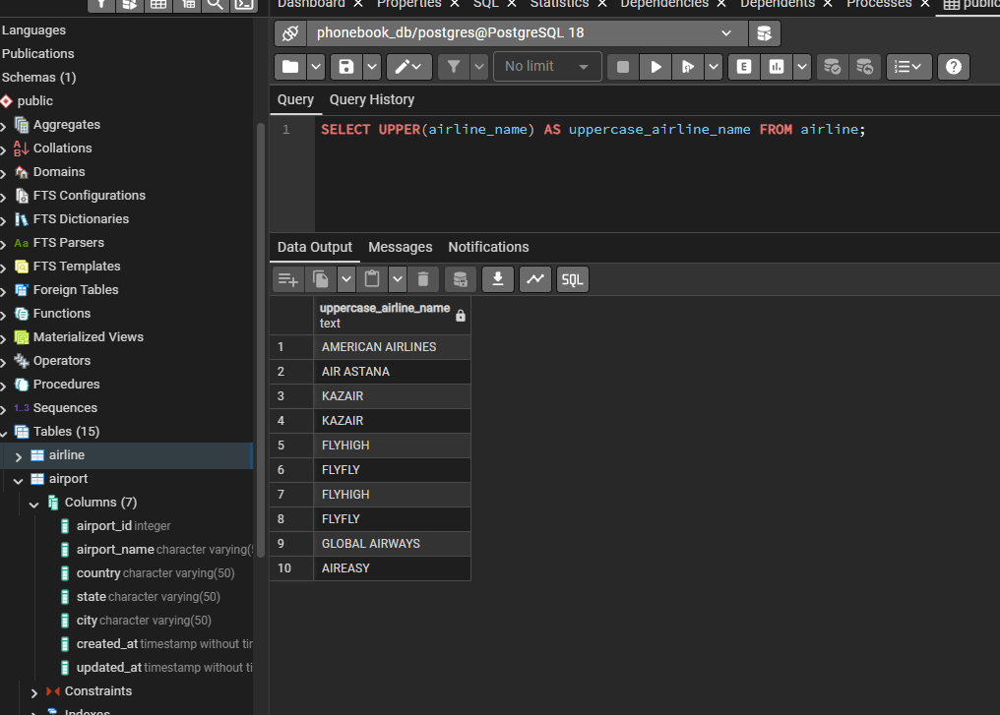 Dashboard Properties SQL Statistics Dependencies Dependents Processes public
phonebook_db/postgres@PostgreSQL 18
No limit
E
Query Query History
1 SELECT UPPER(airline_name) AS uppercase_airline_name FROM airline;
Data Output Messages Notifications
SQL
uppercase_airline_name
text
1 AMERICAN AIRLINES
2 AIR ASTANA
3 KAZAIR
4 KAZAIR
5 FLYHIGH
6 FLYFLY
7 FLYHIGH
8 FLYFLY
9 GLOBAL AIRWAYS
10 AIREASY
Languages
Publications
Schemas (1)
public
Aggregates
Collations
Domains
FTS Configurations
FTS Dictionaries
Aa FTS Parsers
FTS Templates
Foreign Tables
Functions
Materialized Views
Operators
Procedures
1..3 Sequences
Tables (15)
airline
airport
Columns (7)
airport_id integer
airport_name character varying(
country character varying(50)
state character varying(50)
city character varying(50)
created_at timestamp without tim
updated_at timestamp without ti
Constraints
Indexes